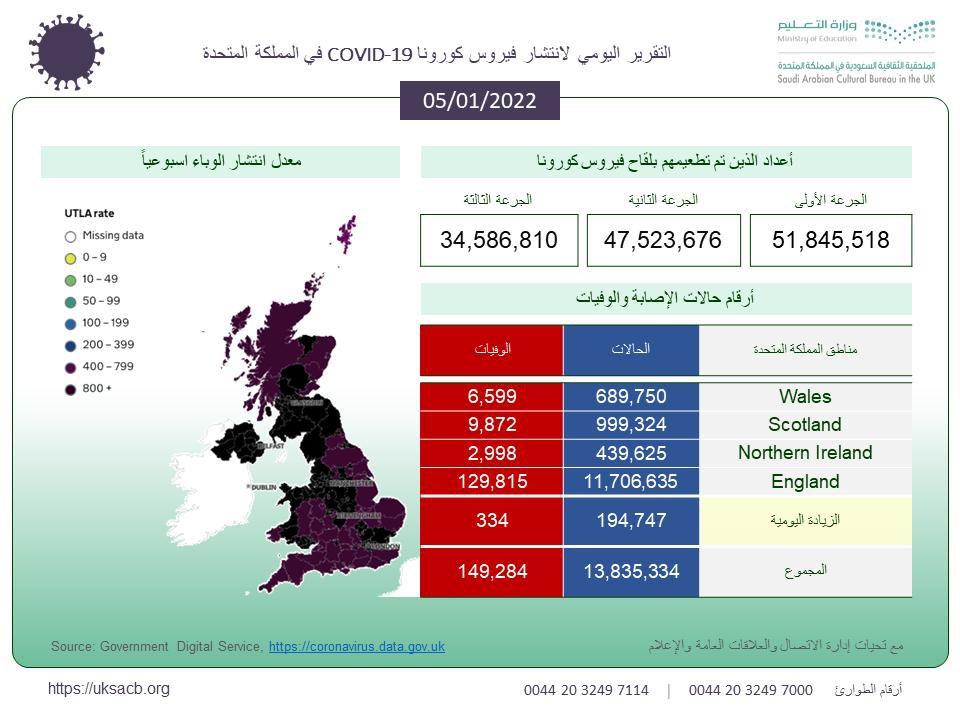 وزارة التعليم
Ministry of Education
الملحقية الثقافية السعودية في المملكة المتحدة
Saudi Arabian Cultural Bureau in the UK
التقرير اليومي لانتشار فيروس كورونا COVID-19 في المملكة المتحدة
05/01/2022
أعداد الذين تم تطعيمهم بلقاح فيروس كورونا
الجرعة الأولى
الجرعة الثانية
الجرعة الثالثة
51,845,518
47,523,676
34,586,810
أرقام حالات الإصابة والوفيات
مناطق المملكة المتحدة الحالات الوفيات
Wales 689,750 6,599
Scotland 999,324 9,872
Northern Ireland 439,625 2,998
England 11,706,635 129,815
الزيادة اليومية 194,747 334
المجموع 13,835,334 149,284
معدل انتشار الوباء اسبوعياً
UTLA rate
Missing data
0 – 9
10 – 49
50 – 99
100 – 199
200 – 399
400 – 799
800 +
GLASGOW
BELFAST
DUBLIN
MANCHESTER
BIRMINGHAM
LONDON
مع تحيات إدارة الاتصال والعلاقات العامة والإعلام
Source: Government Digital Service, https://coronavirus.data.gov.uk
أرقام الطوارئ 0044 20 3249 7000 | 0044 20 3249 7114
https://uksacb.org